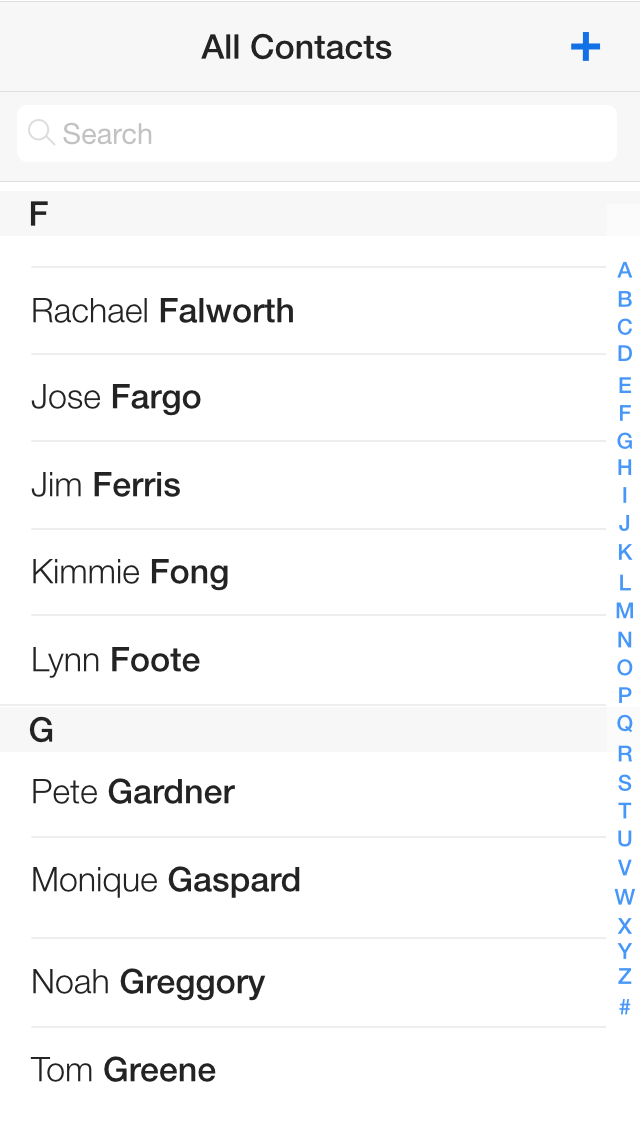 All Contacts
Search
F
Rachael Falworth
Jose Fargo
Jim Ferris
Kimmie Fong
Lynn Foote
G
Pete Gardner
Monique Gaspard
Noah Greggory
Tom Greene
A
B
C
D
E
F
G
H
I
J
K
L
M
N
O
P
Q
R
S
T
U
V
W
X
Y
Z
#